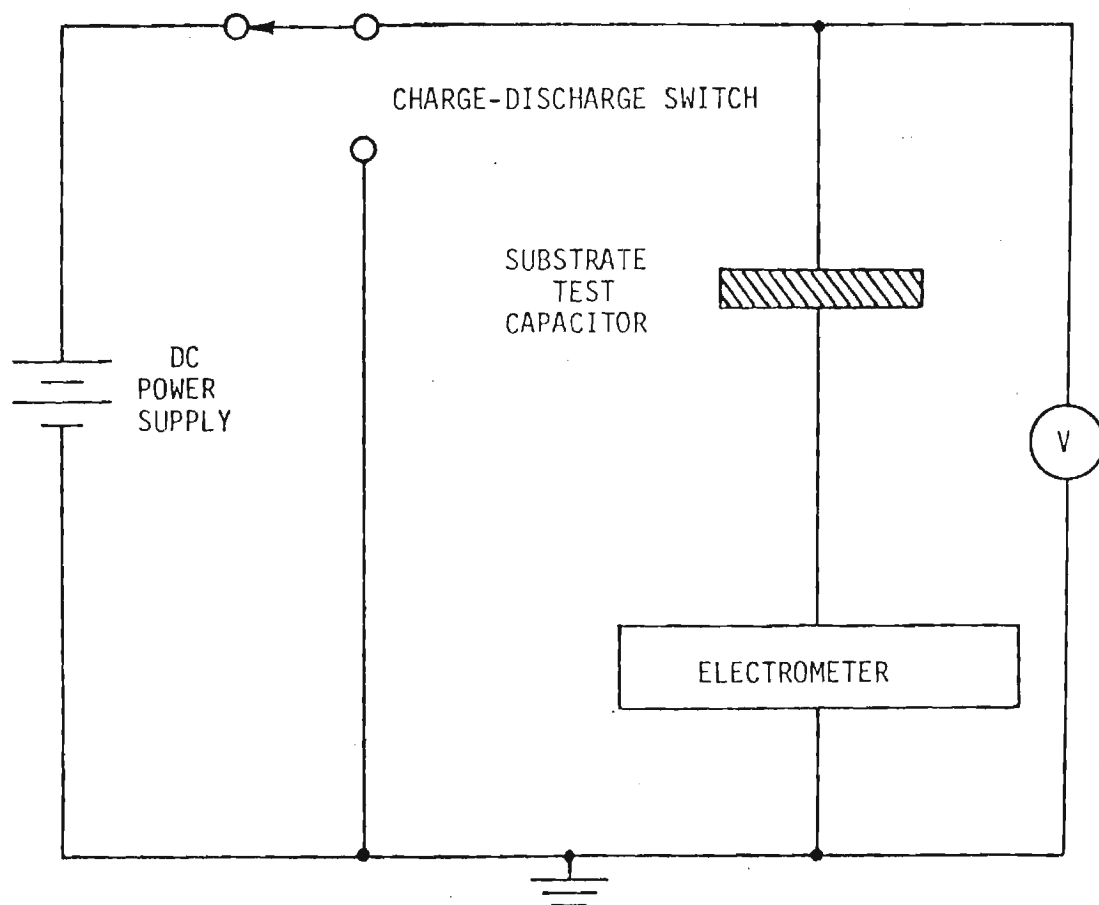 CHARGE-DISCHARGE SWITCH
SUBSTRATE
TEST
CAPACITOR
DC
POWER
SUPPLY
V
ELECTROMETER